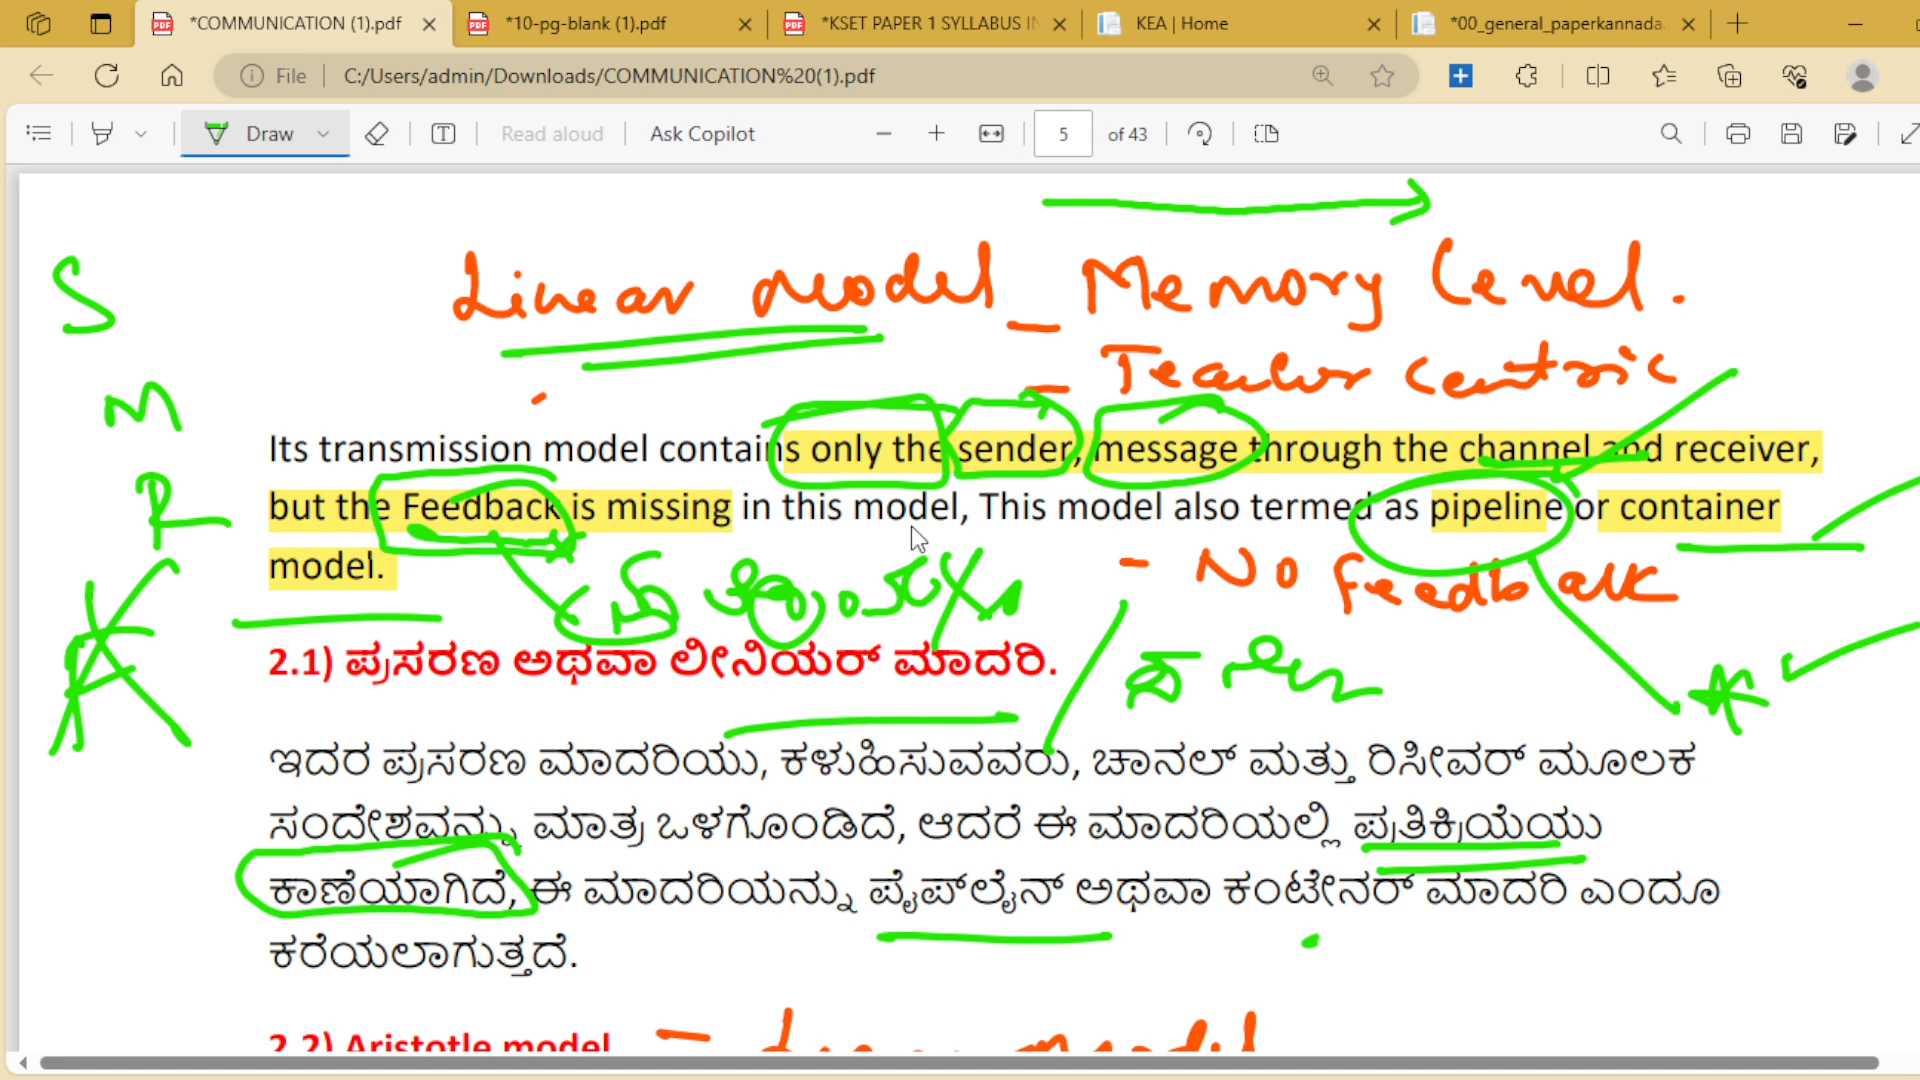 *COMMUNICATION (1).pdf
*10-pg-blank (1).pdf
*KSET PAPER 1 SYLLABUS IN
KEA | Home
*00_general_paperkannada.
File
C:/Users/admin/Downloads/COMMUNICATION%20(1).pdf
Draw
Read aloud
Ask Copilot
5 of 43
S
Linear model - Memory level.
M
- Teacher centric
Its transmission model contains only the sender, message through the channel and receiver,
R
but the Feedback is missing in this model, This model also termed as pipeline or container
model.
- No feedback
2.1) ಪ್ರಸರಣ ಅಥವಾ ಲೀನಿಯರ್ ಮಾದರಿ.
ಇದರ ಪ್ರಸರಣ ಮಾದರಿಯು, ಕಳುಹಿಸುವವರು, ಚಾನಲ್ ಮತ್ತು ರಿಸೀವರ್ ಮೂಲಕ
ಸಂದೇಶವನ್ನು ಮಾತ್ರ ಒಳಗೊಂಡಿದೆ, ಆದರೆ ಈ ಮಾದರಿಯಲ್ಲಿ ಪ್ರತಿಕ್ರಿಯೆಯು
ಕಾಣೆಯಾಗಿದೆ, ಈ ಮಾದರಿಯನ್ನು ಪೈಪ್‌ಲೈನ್ ಅಥವಾ ಕಂಟೇನರ್ ಮಾದರಿ ಎಂದೂ
ಕರೆಯಲಾಗುತ್ತದೆ.
2.2) Aristotle model